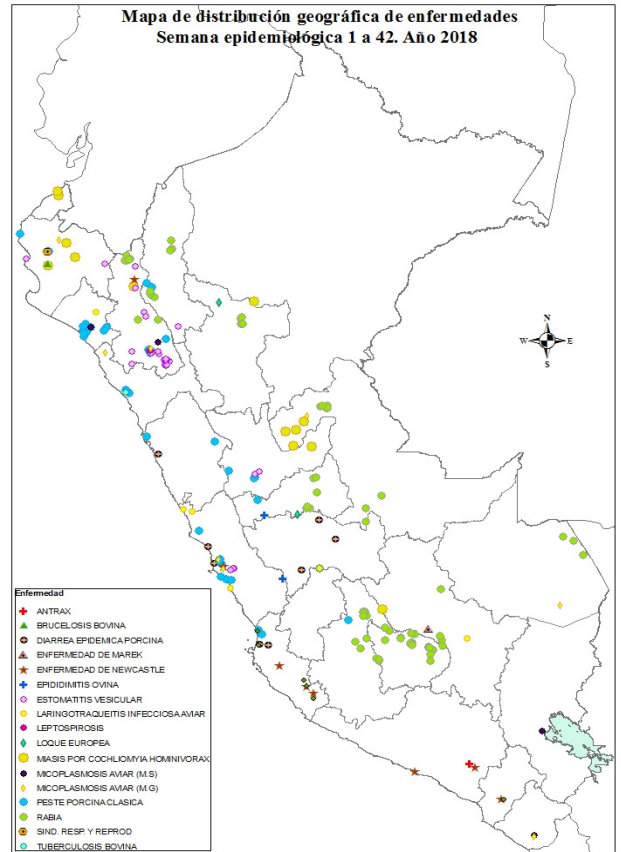 Mapa de distribución geográfica de enfermedades
Semana epidemiológica 1 a 42. Año 2018
N
W E
S
Enfermedad
ANTRAX
BRUCELOSIS BOVINA
DIARREA EPIDEMICA PORCINA
ENFERMEDAD DE MAREK
ENFERMEDAD DE NEWCASTLE
EPIDIDIMITIS OVINA
ESTOMATITIS VESICULAR
LARINGOTRAQUEITIS INFECCIOSA AVIAR
LEPTOSPIROSIS
LOQUE EUROPEA
MIASIS POR COCHLIOMYIA HOMINIVORAX
MICOPLASMOSIS AVIAR (M.S)
MICOPLASMOSIS AVIAR (M.G)
PESTE PORCINA CLASICA
RABIA
SIND. RESP. Y REPROD
TUBERCULOSIS BOVINA